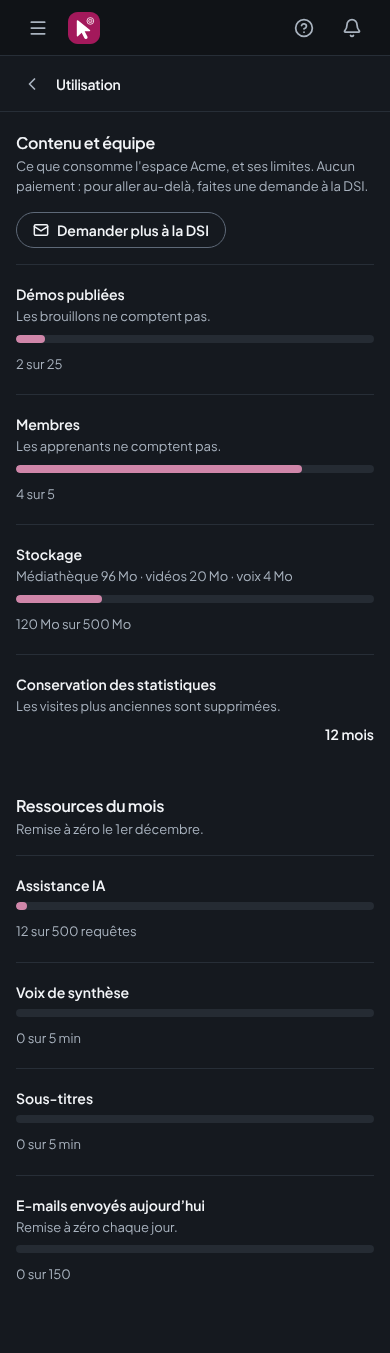 Utilisation
Contenu et équipe
Ce que consomme l'espace Acme, et ses limites. Aucun
paiement : pour aller au-delà, faites une demande à la DSI.
Demander plus à la DSI
Démos publiées
Les brouillons ne comptent pas.
2 sur 25
Membres
Les apprenants ne comptent pas.
4 sur 5
Stockage
Médiathèque 96 Mo · vidéos 20 Mo · voix 4 Mo
120 Mo sur 500 Mo
Conservation des statistiques
Les visites plus anciennes sont supprimées.
12 mois
Ressources du mois
Remise à zéro le 1er décembre.
Assistance IA
12 sur 500 requêtes
Voix de synthèse
0 sur 5 min
Sous-titres
0 sur 5 min
E-mails envoyés aujourd’hui
Remise à zéro chaque jour.
0 sur 150